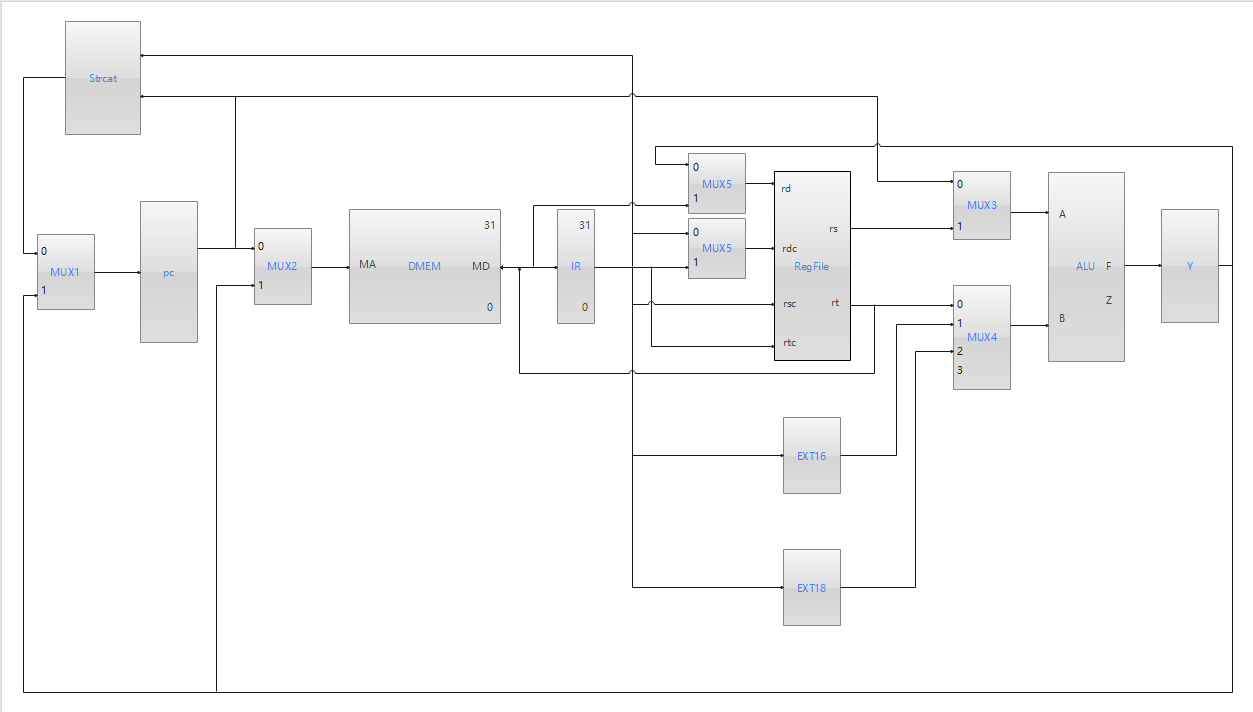 Strcat
0
MUX1
1
pc
0
MUX2
1
31
MA
DMEM
MD
0
31
IR
0
0
MUX5
1
0
MUX5
1
rd
rs
rdc
RegFile
rsc
rt
rtc
0
MUX3
1
0
1
MUX4
2
3
A
ALU
F
Z
B
Y
EXT16
EXT18